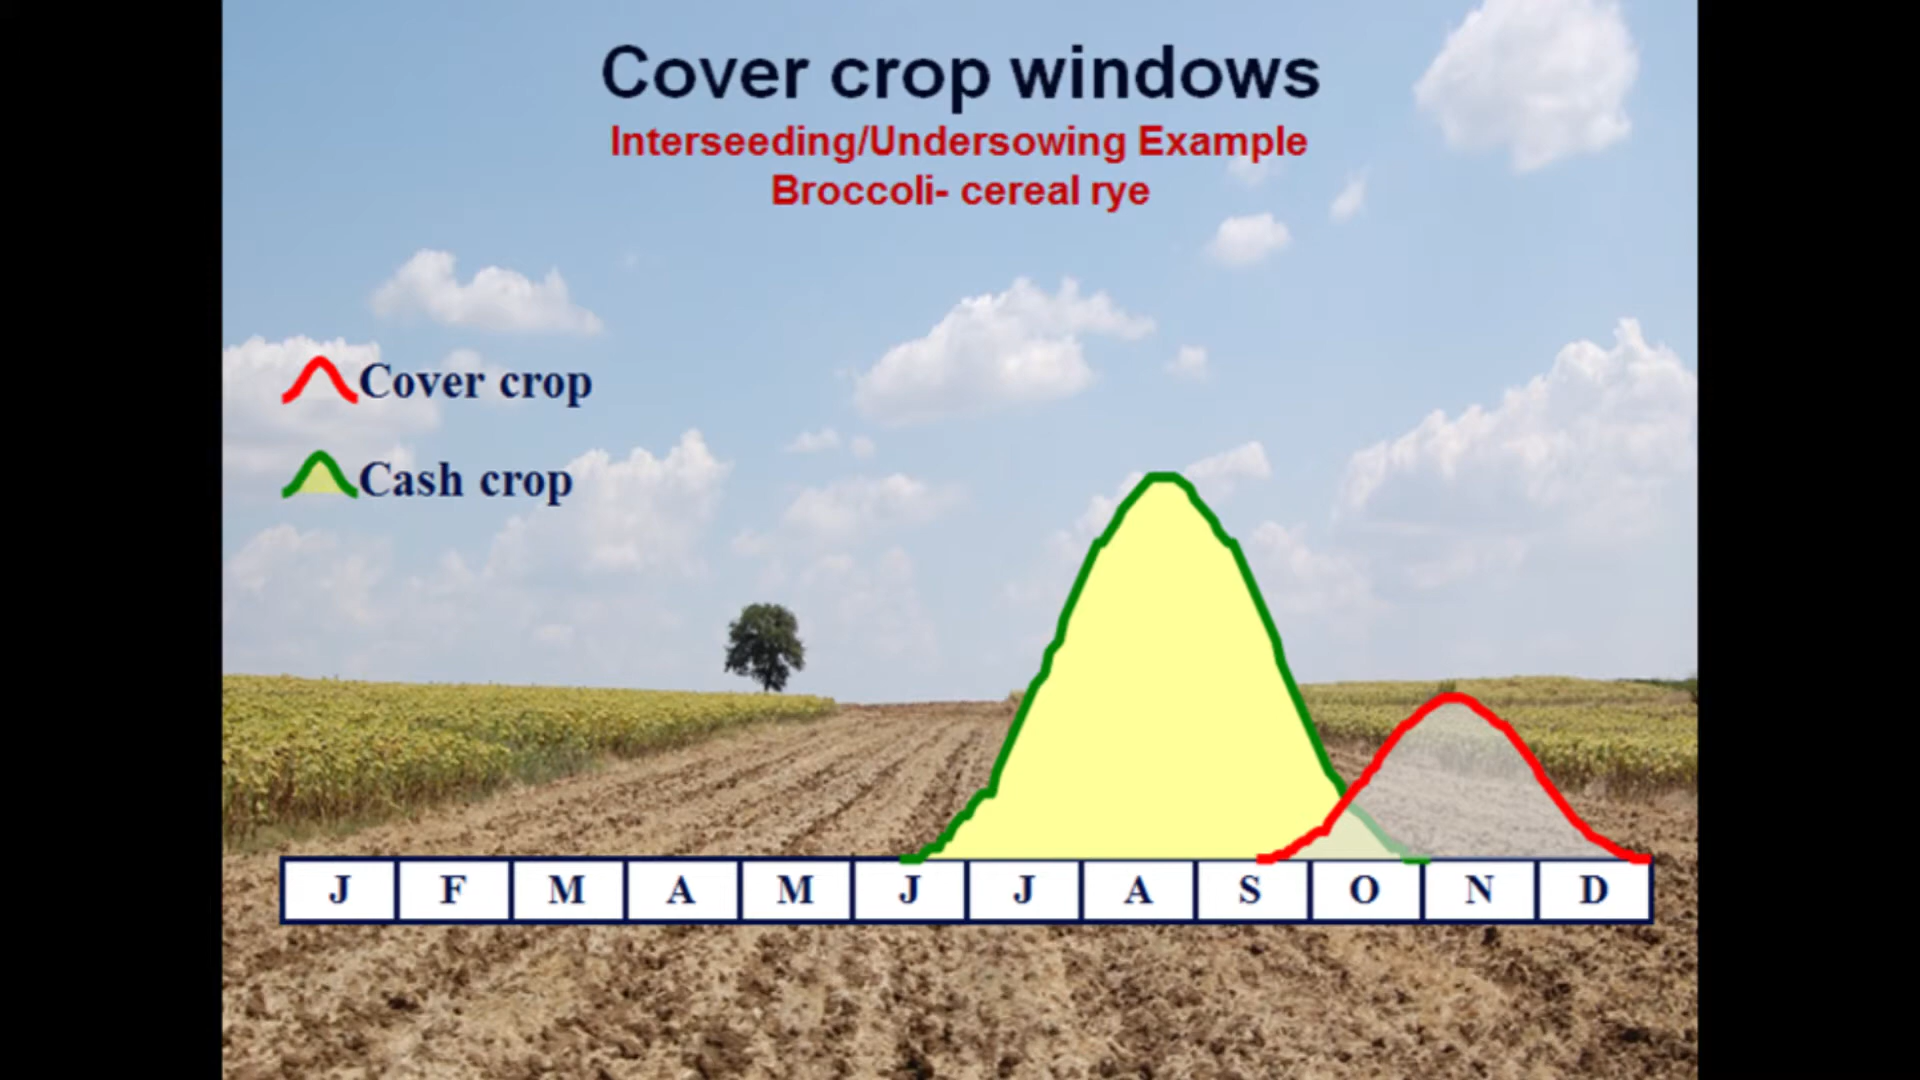 Cover crop windows
Interseeding/Undersowing Example
Broccoli- cereal rye
Cover crop
Cash crop
J F M A M J J A S O N D